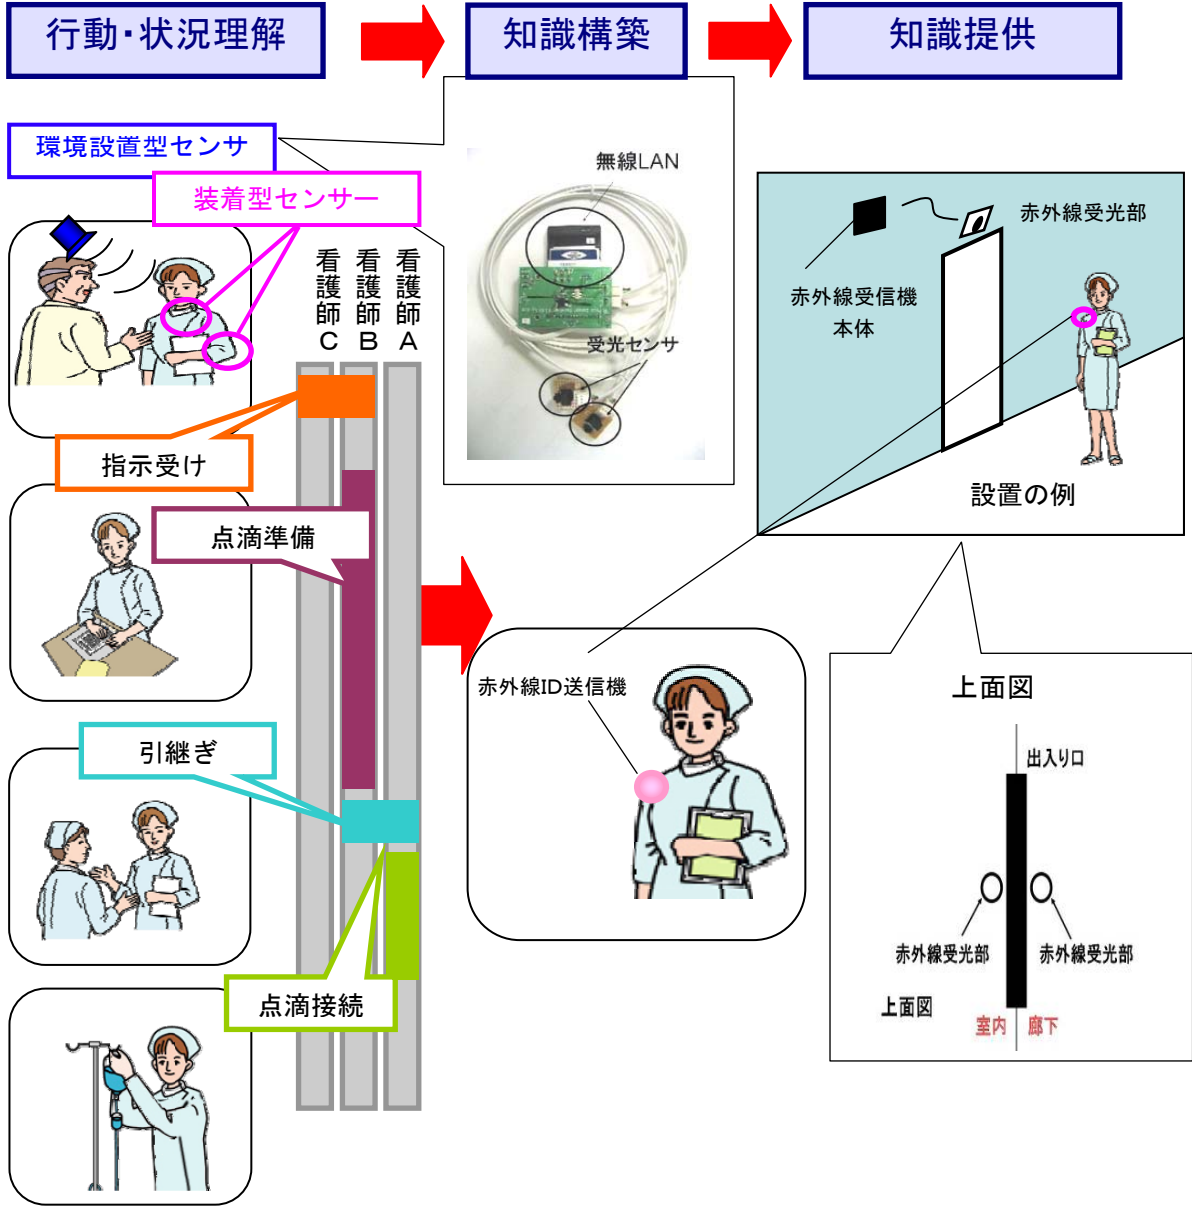 行動・状況理解
知識構築
知識提供
環境設置型センサ
装着型センサー
看護師C
看護師B
看護師A
指示受け
点滴準備
引継ぎ
点滴接続
無線LAN
受光センサ
赤外線受光部
赤外線受信機
本体
設置の例
赤外線ID送信機
上面図
出入り口
赤外線受光部
赤外線受光部
上面図
室内
廊下